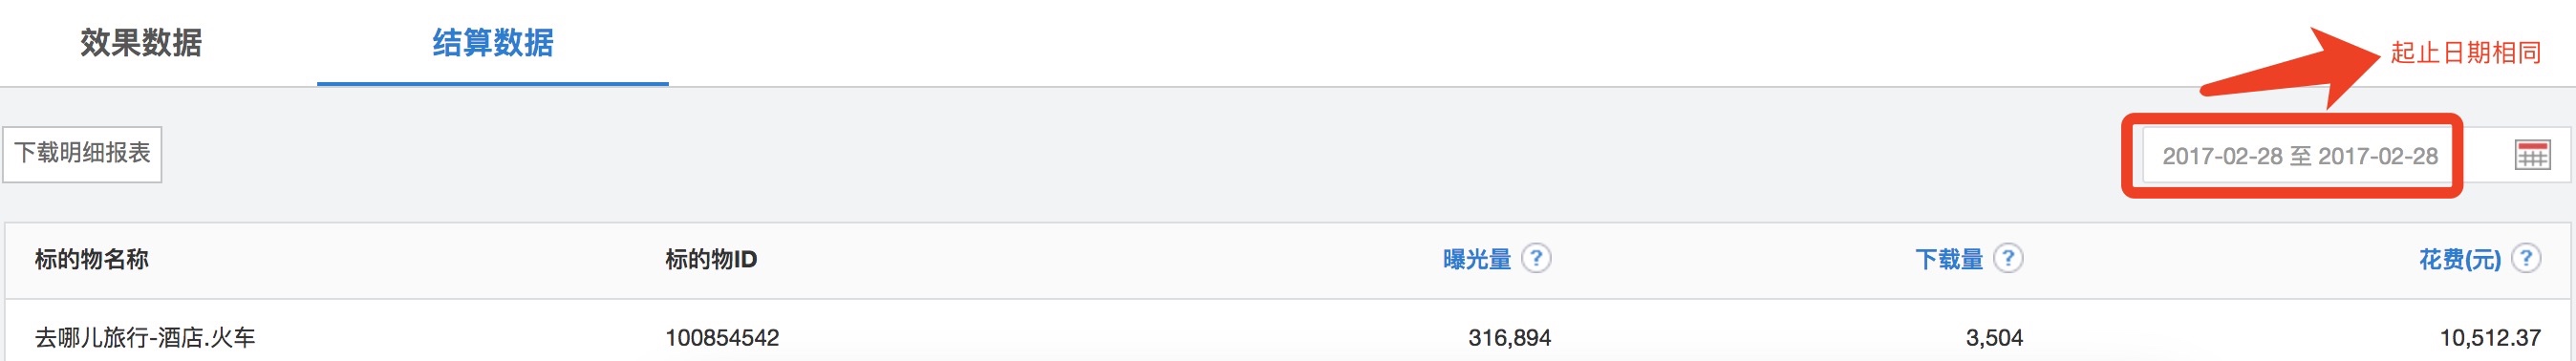 效果数据 结算数据
起止日期相同
下载明细报表 2017-02-28 至 2017-02-28
标的物名称 标的物ID 曝光量 ? 下载量 ? 花费(元) ?
去哪儿旅行-酒店.火车 100854542 316,894 3,504 10,512.37